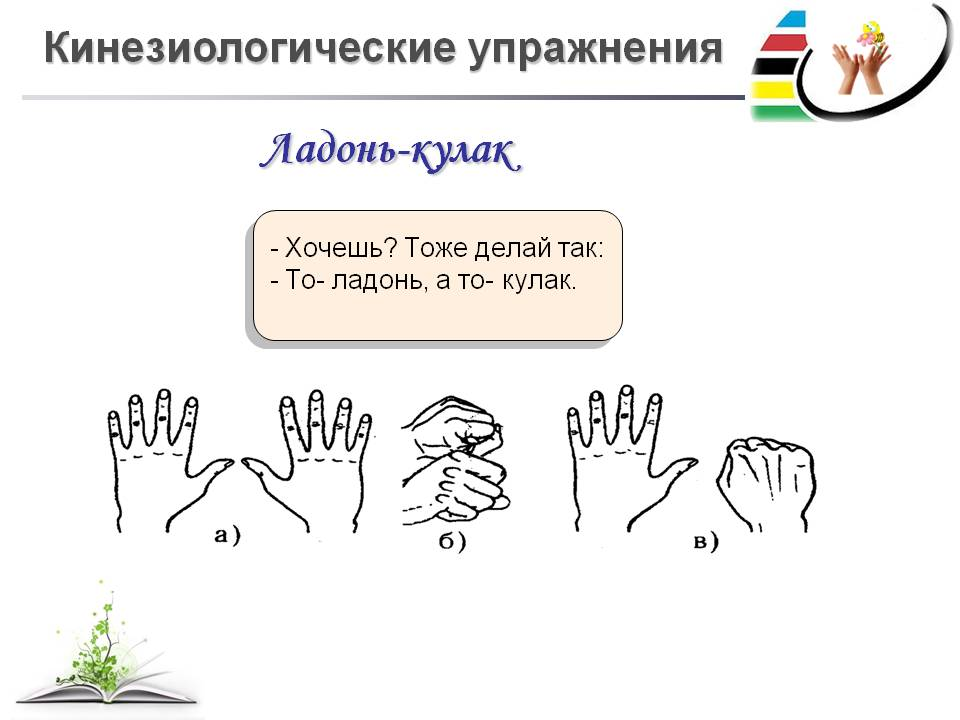 Кинезиологические упражнения
Ладонь-кулак
- Хочешь? Тоже делай так:
- То- ладонь, а то- кулак.
а) б) в)